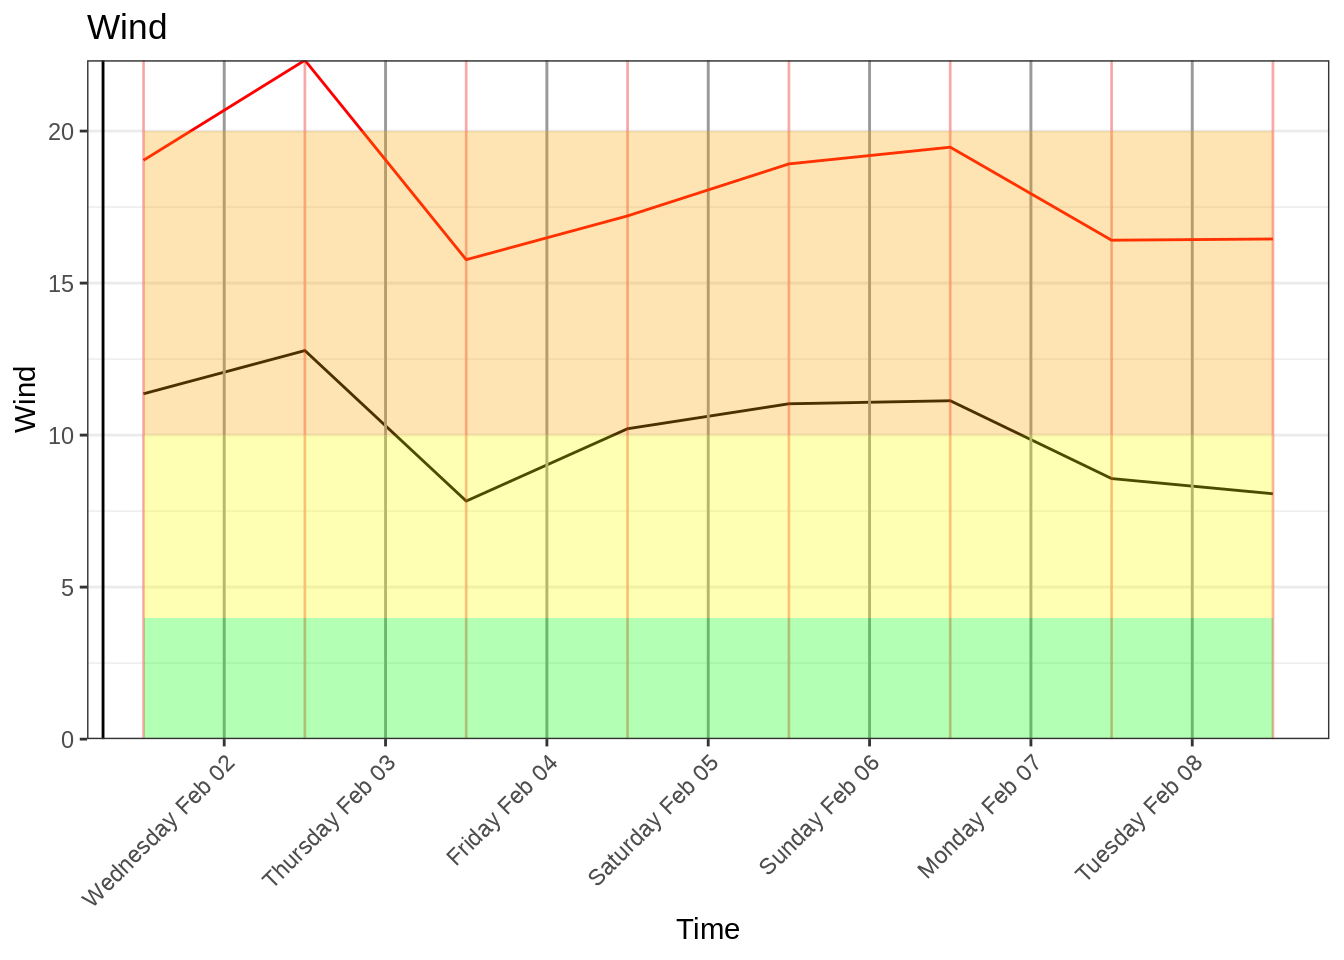 Wind
20
15
10
5
0
Wind
Wednesday Feb 02
Thursday Feb 03
Friday Feb 04
Saturday Feb 05
Sunday Feb 06
Monday Feb 07
Tuesday Feb 08
Time